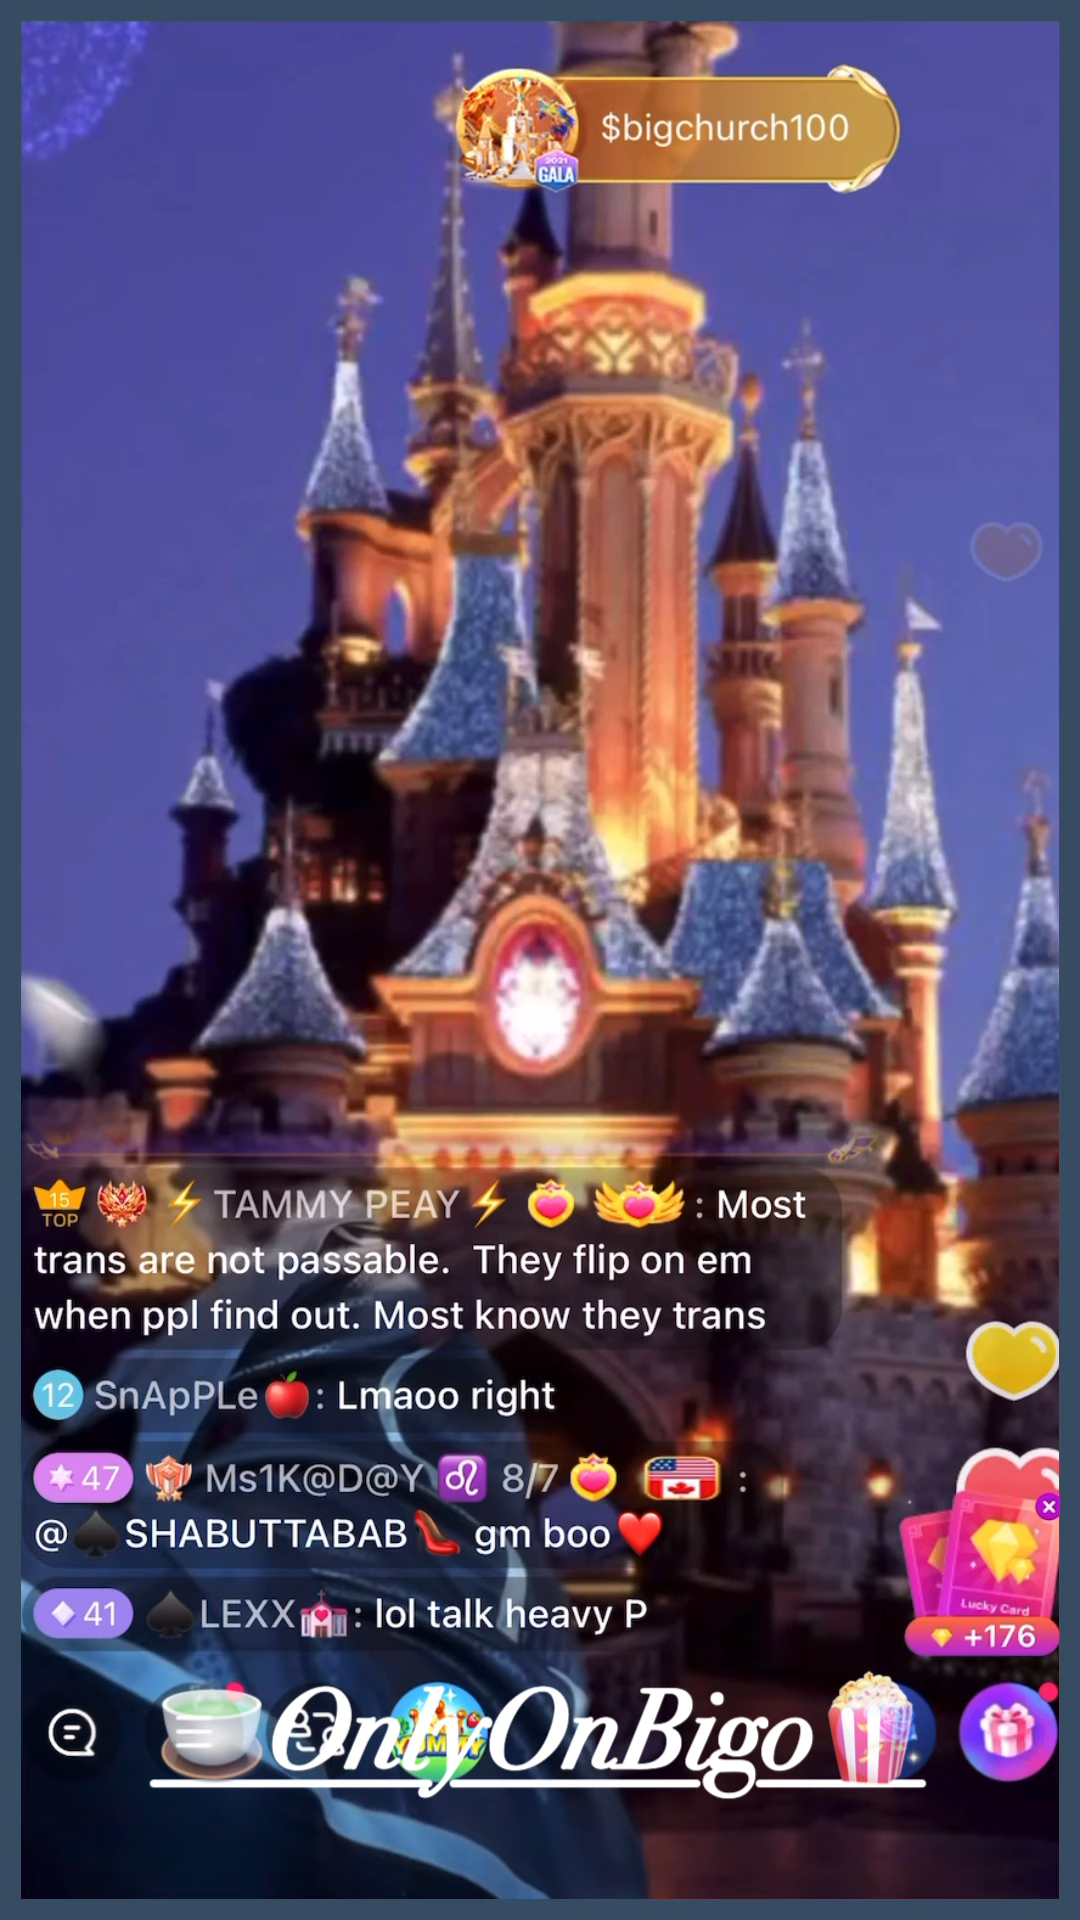 $bigchurch100
2021
GALA
15
TOP
⚡ TAMMY PEAY ⚡ : Most
trans are not passable. They flip on em
when ppl find out. Most know they trans
12 SnApPLe🍎: Lmaoo right
47 Ms1K@D@Y ♌ 8/7 :
@♠️SHABUTTABAB👠 gm boo❤️
41 ♠️LEXX💒: lol talk heavy P
Lucky Card
+176
YUMMY
OnlyOnBigo